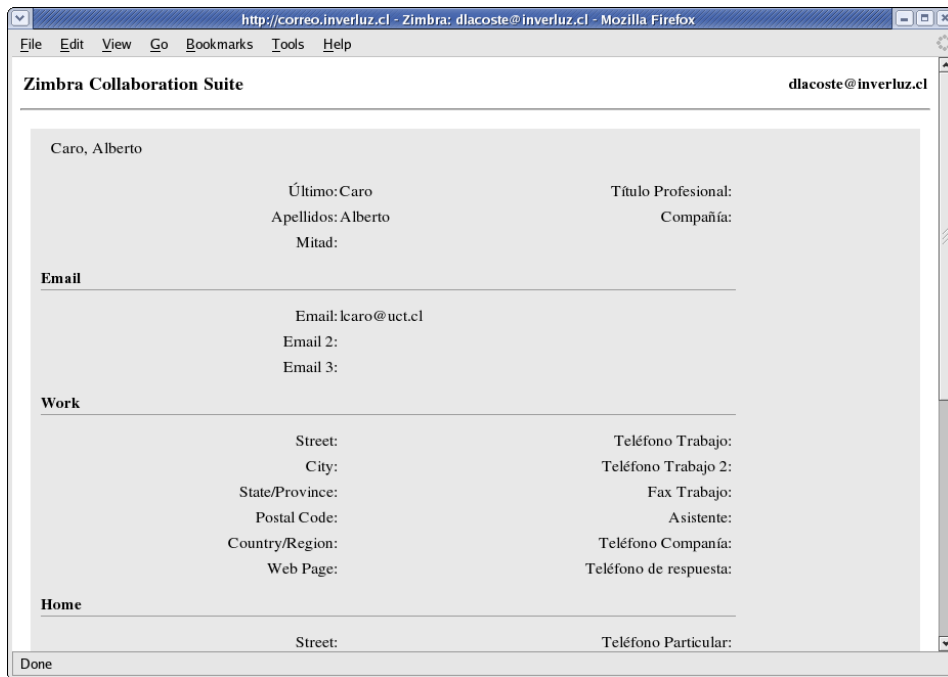 http://correo.inverluz.cl - Zimbra: dlacoste@inverluz.cl - Mozilla Firefox
File Edit View Go Bookmarks Tools Help
Zimbra Collaboration Suite dlacoste@inverluz.cl
Caro, Alberto
Último: Caro Título Profesional:
Apellidos: Alberto Compañía:
Mitad:
Email
Email: lcaro@uct.cl
Email 2:
Email 3:
Work
Street: Teléfono Trabajo:
City: Teléfono Trabajo 2:
State/Province: Fax Trabajo:
Postal Code: Asistente:
Country/Region: Teléfono Companía:
Web Page: Teléfono de respuesta:
Home
Street: Teléfono Particular:
Done